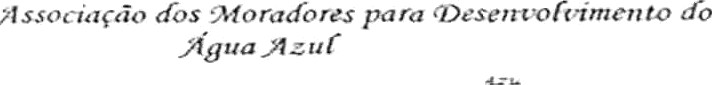 Associação dos Moradores para Desenvolvimento do
Água Azul